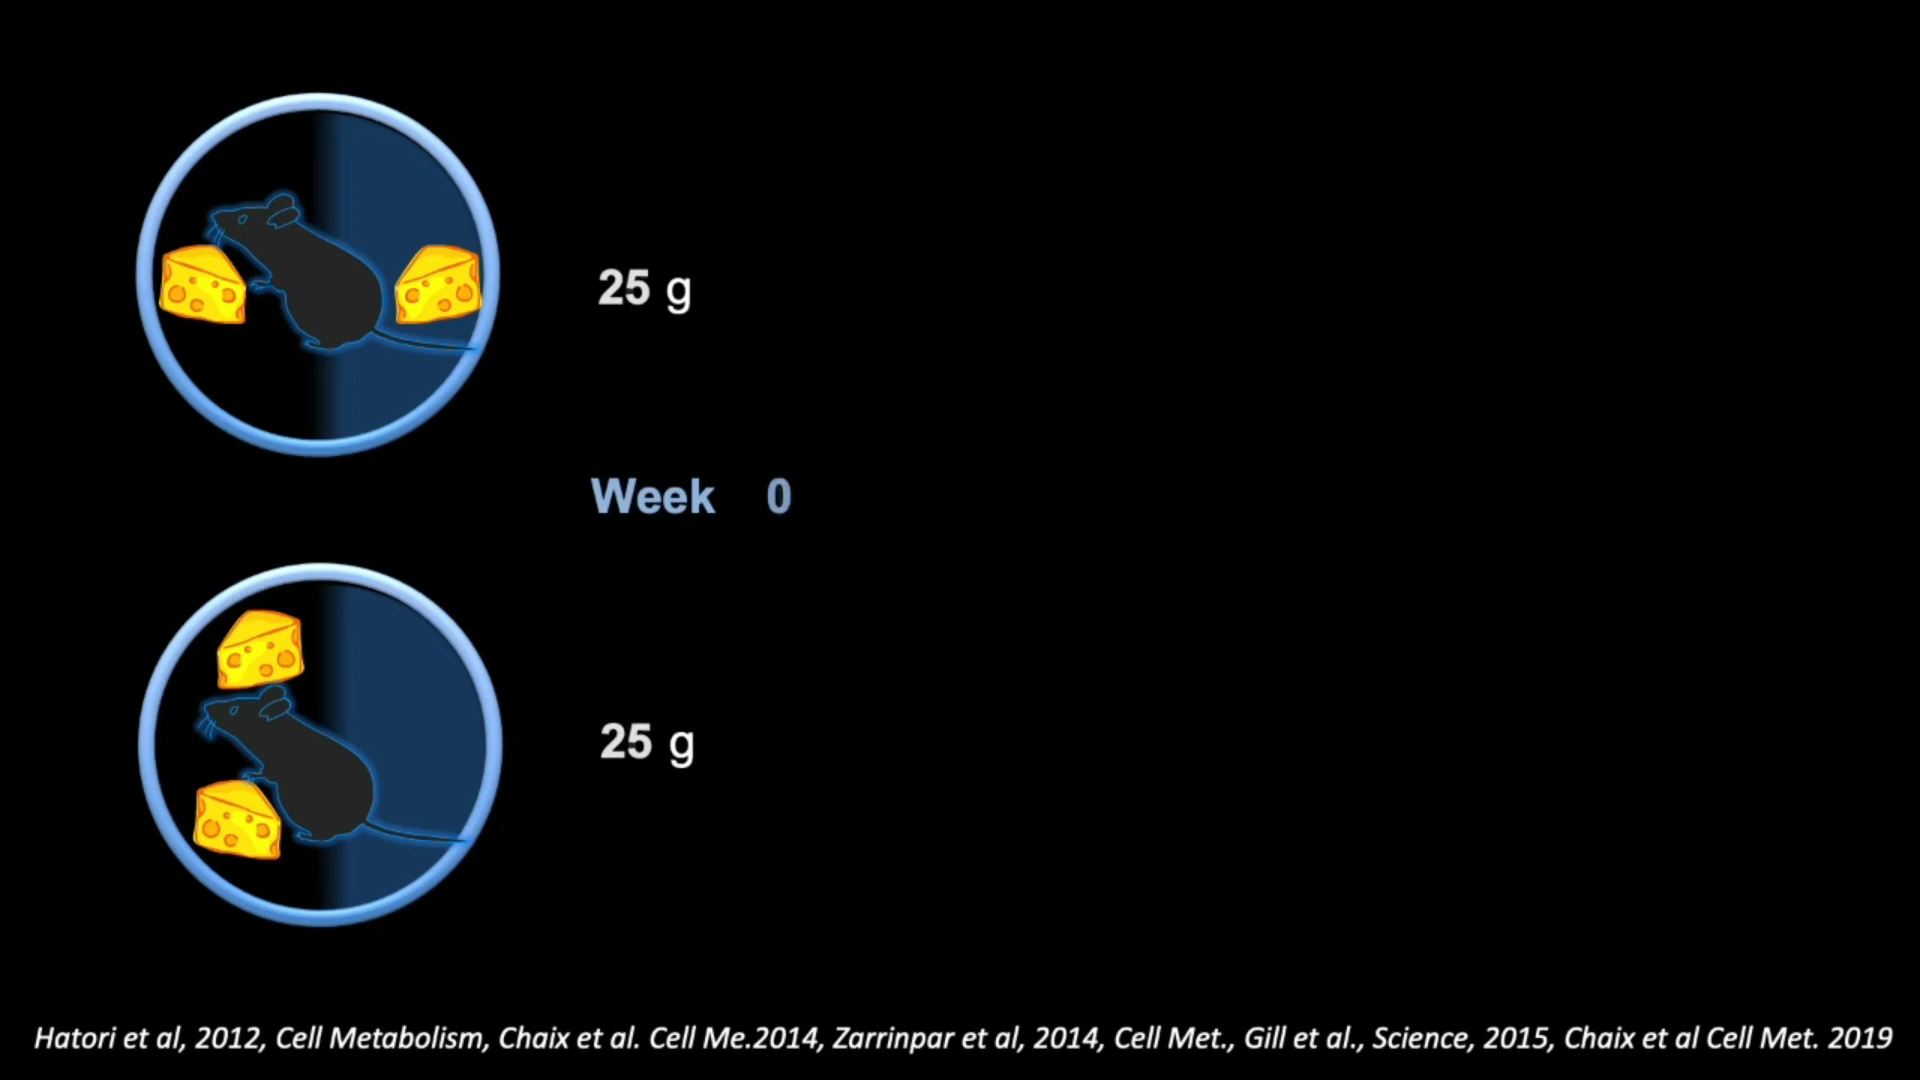 25 g
Week 0
25 g
Hatori et al, 2012, Cell Metabolism, Chaix et al. Cell Me.2014, Zarrinpar et al, 2014, Cell Met., Gill et al., Science, 2015, Chaix et al Cell Met. 2019